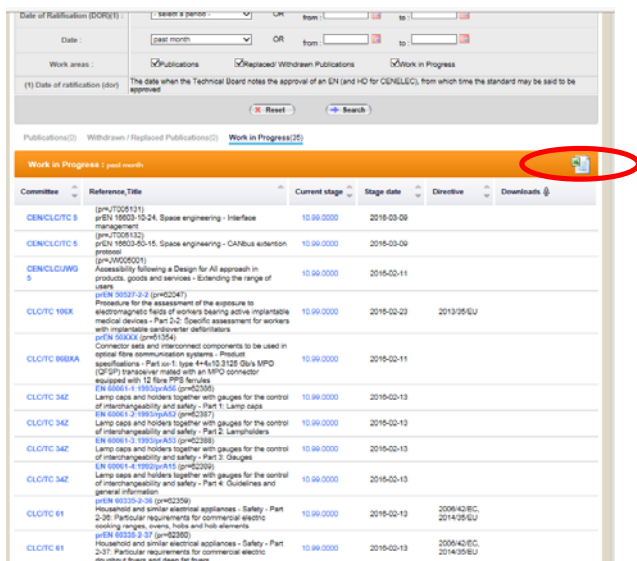 Date of Ratification (DOR)(1) : - select a period - OR from : to :
Date : past month OR from : to :
Work areas : Publications Replaced/ Withdrawn Publications Work in Progress
(1) Date of ratification (dor) The date when the Technical Board notes the approval of an EN (and HD for CENELEC), from which time the standard may be said to be
approved
Reset Search
Publications(0) Withdrawn / Replaced Publications(0) Work in Progress(35)
Work in Progress : past month
Committee Reference,Title Current stage Stage date Directive Downloads
(pr=JT005131)
CEN/CLC/TC 5 prEN 16603-10-24, Space engineering - Interface 10.99.0000 2016-03-09
management
(pr=JT005132)
CEN/CLC/TC 5 prEN 16603-50-15, Space engineering - CANbus extention 10.99.0000 2016-03-09
protocol
(pr=JW005001)
CEN/CLC/JWG Accessibility following a Design for All approach in
5 products, goods and services - Extending the range of 10.99.0000 2016-02-11
users
prEN 50527-2-2 (pr=62047)
Procedure for the assessment of the exposure to
CLC/TC 106X electromagnetic fields of workers bearing active implantable 10.99.0000 2016-02-23 2013/35/EU
medical devices - Part 2-2: Specific assessment for workers
with implantable cardioverter defibrillators
prEN 50XXX (pr=61354)
Connector sets and interconnect components to be used in
optical fibre communication systems - Product
CLC/TC 86BXA specifications - Part xx-1: type 4+4x10.3125 Gb/s MPO 10.99.0000 2016-02-11
(QFSP) transceiver mated with an MPO connector
equipped with 12 fibre PPS ferrules
EN 60061-1:1993/prA56 (pr=62386)
CLC/TC 34Z Lamp caps and holders together with gauges for the control 10.99.0000 2016-02-13
of interchangeability and safety - Part 1: Lamp caps
EN 60061-2:1993/prA52 (pr=62387)
CLC/TC 34Z Lamp caps and holders together with gauges for the control 10.99.0000 2016-02-13
of interchangeability and safety - Part 2: Lampholders
EN 60061-3:1993/prA53 (pr=62388)
CLC/TC 34Z Lamp caps and holders together with gauges for the control 10.99.0000 2016-02-13
of interchangeability and safety - Part 3: Gauges
EN 60061-4:1992/prA15 (pr=62389)
CLC/TC 34Z Lamp caps and holders together with gauges for the control 10.99.0000 2016-02-13
of interchangeability and safety - Part 4: Guidelines and
general information
prEN 60335-2-36 (pr=62359)
CLC/TC 61 Household and similar electrical appliances - Safety - Part 10.99.0000 2016-02-13 2006/42/EC,
2-36: Particular requirements for commercial electric 2014/35/EU
cooking ranges, ovens, hobs and hob elements
prEN 60335-2-37 (pr=62360)
CLC/TC 61 Household and similar electrical appliances - Safety - Part 10.99.0000 2016-02-13 2006/42/EC,
2-37: Particular requirements for commercial electric 2014/35/EU
doughnut fryers and deep fat fryers